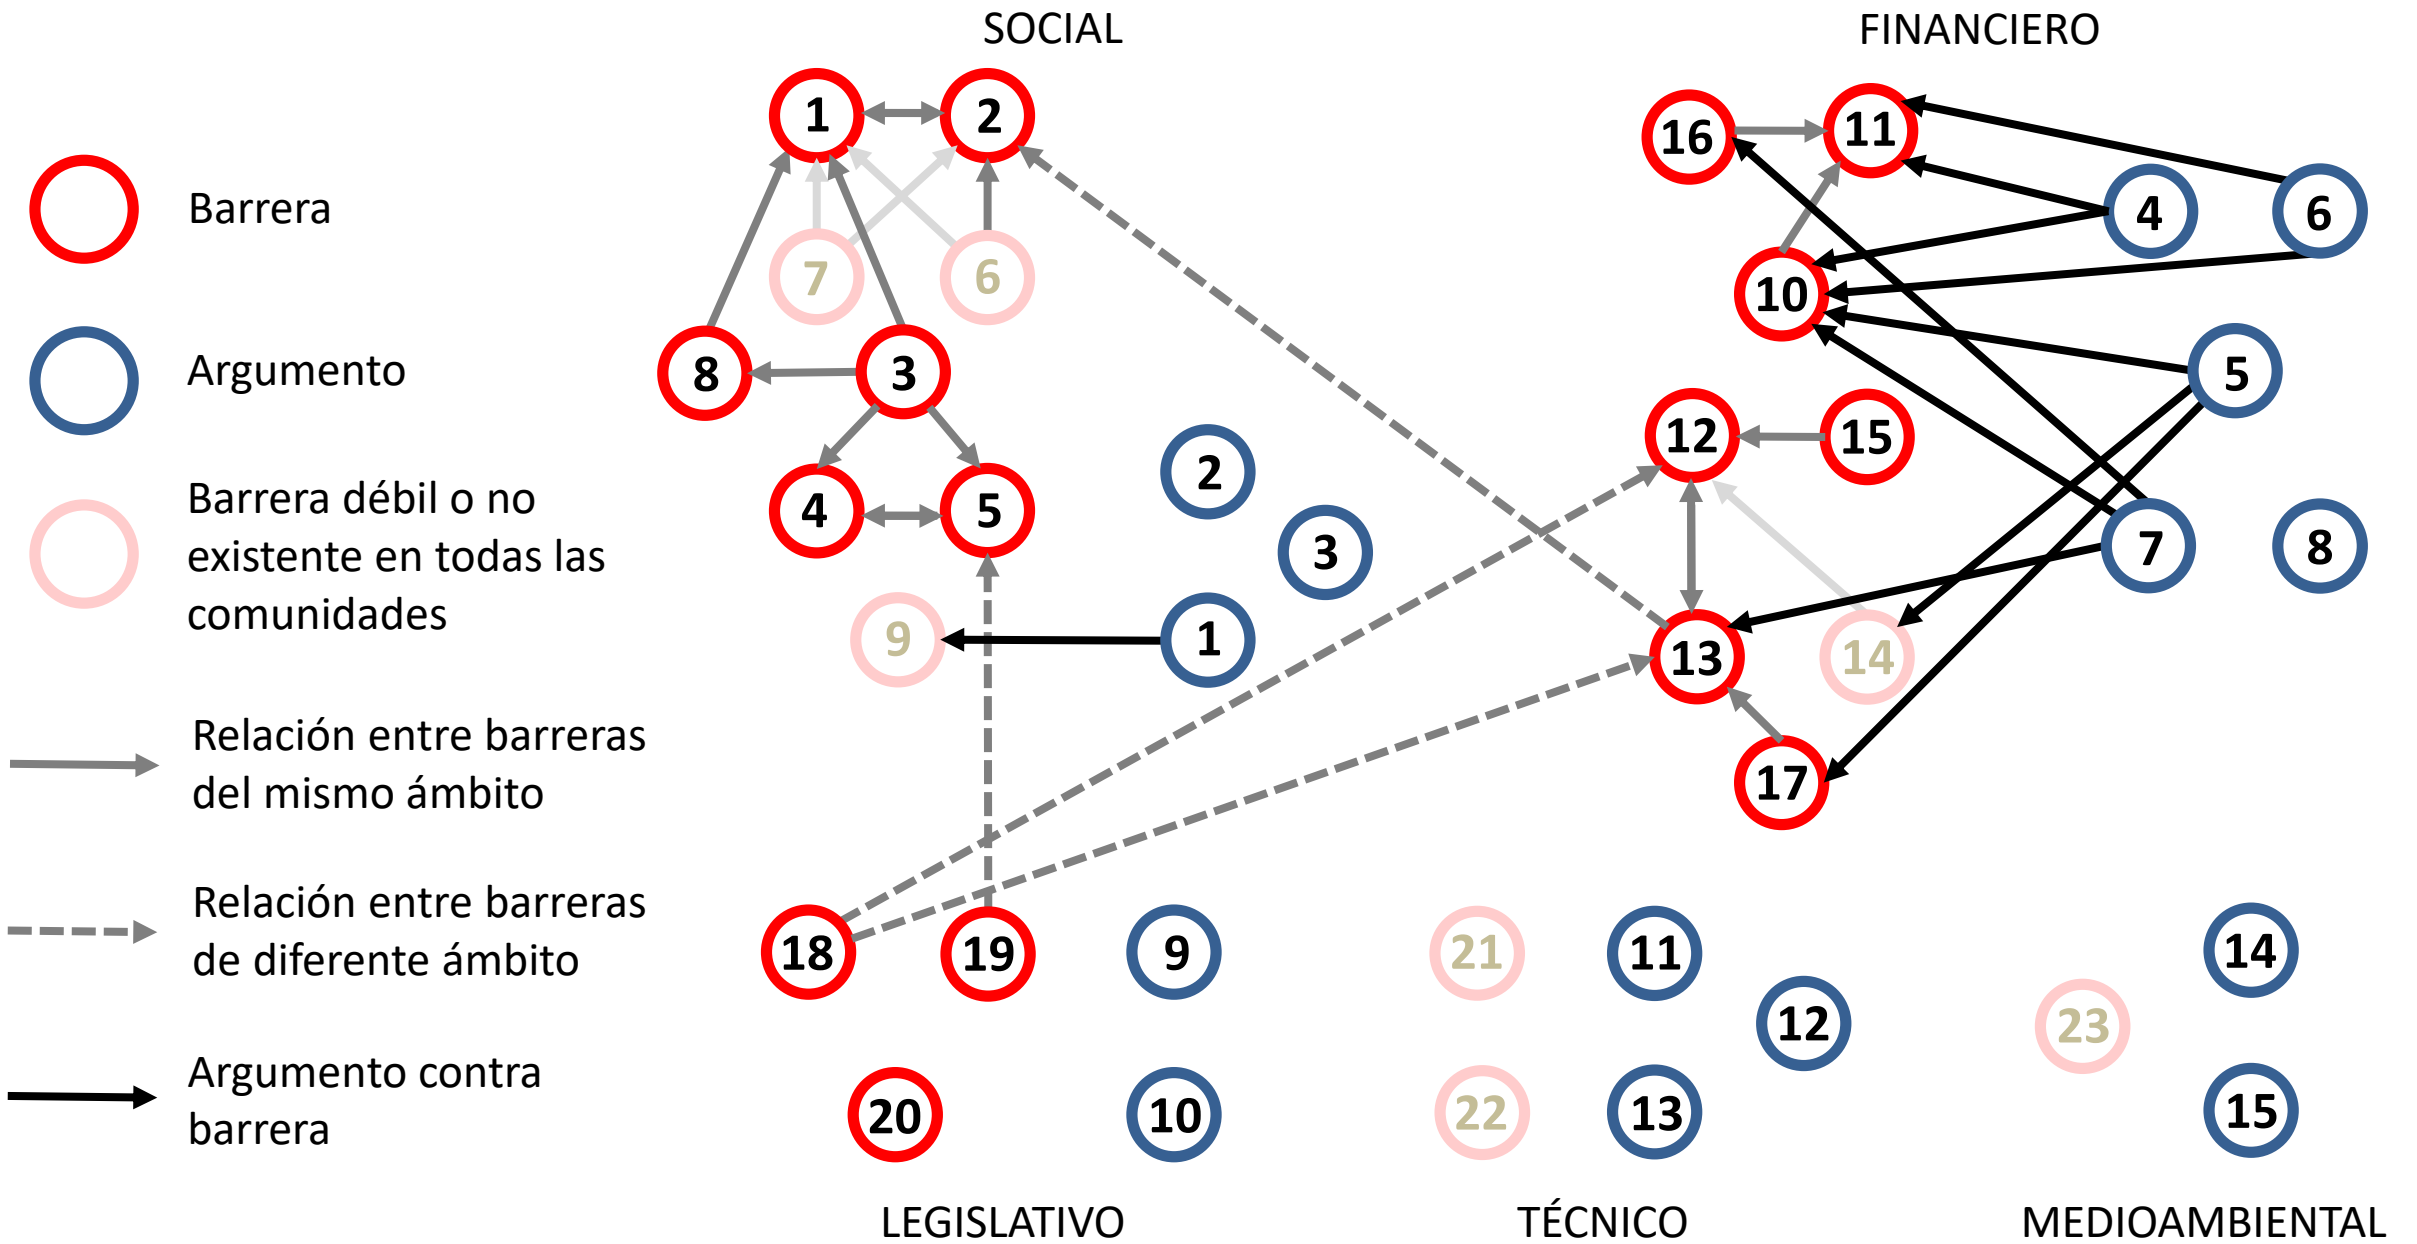 SOCIAL
FINANCIERO
1
2
16
11
4
6
7
6
10
8
3
5
12
15
2
4
5
3
7
8
9
1
13
14
17
18
19
9
21
11
14
12
23
20
10
22
13
15
LEGISLATIVO
TÉCNICO
MEDIOAMBIENTAL
Barrera
Argumento
Barrera débil o no
existente en todas las
comunidades
Relación entre barreras
del mismo ámbito
Relación entre barreras
de diferente ámbito
Argumento contra
barrera